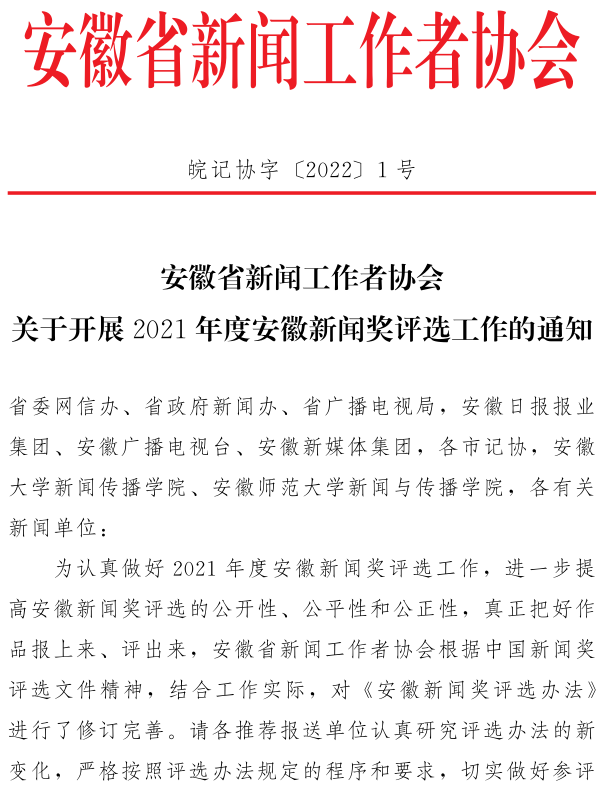 安徽省新闻工作者协会
皖记协字〔2022〕1 号
安徽省新闻工作者协会
关于开展 2021 年度安徽新闻奖评选工作的通知
省委网信办、省政府新闻办、省广播电视局，安徽日报报业
集团、安徽广播电视台、安徽新媒体集团，各市记协，安徽
大学新闻传播学院、安徽师范大学新闻与传播学院，各有关
新闻单位：
为认真做好 2021 年度安徽新闻奖评选工作，进一步提
高安徽新闻奖评选的公开性、公平性和公正性，真正把好作
品报上来、评出来，安徽省新闻工作者协会根据中国新闻奖
评选文件精神，结合工作实际，对《安徽新闻奖评选办法》
进行了修订完善。请各推荐报送单位认真研究评选办法的新
变化，严格按照评选办法规定的程序和要求，切实做好参评